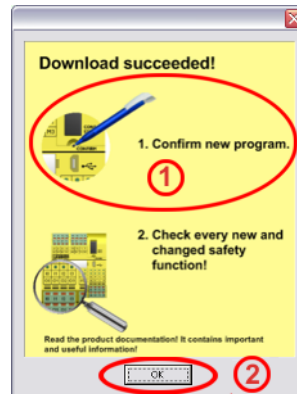 Download succeeded!
CONFIRM
1. Confirm new program.
1
2. Check every new and
changed safety
function!
Read the product documentation! It contains important
and useful information!
OK
2